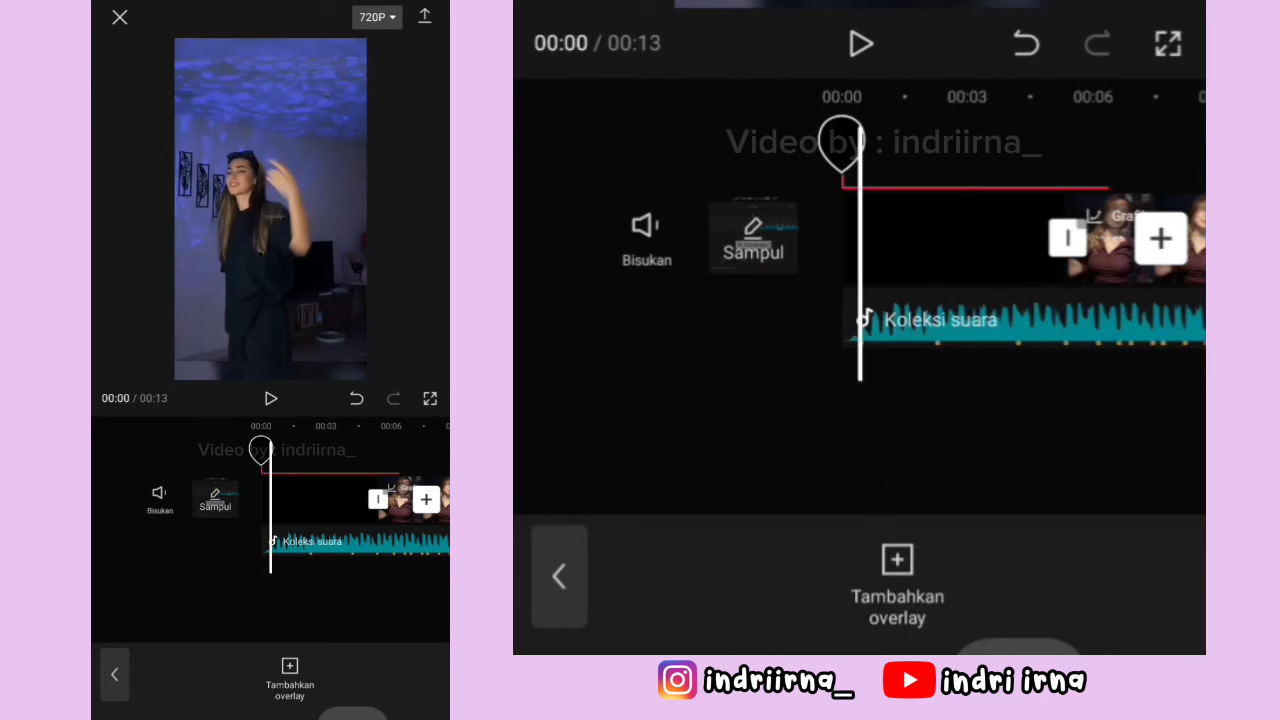 720P
00:00 / 00:13
00:00 • 00:03 • 00:06 •
Video by : indriirna_
Bisukan
Sampul
Koleksi suara
Tambahkan
overlay
00:00 / 00:13
00:00 • 00:03 • 00:06 •
Video by : indriirna_
Bisukan
Sampul
Koleksi suara
Tambahkan
overlay
indriirna_
indri irna